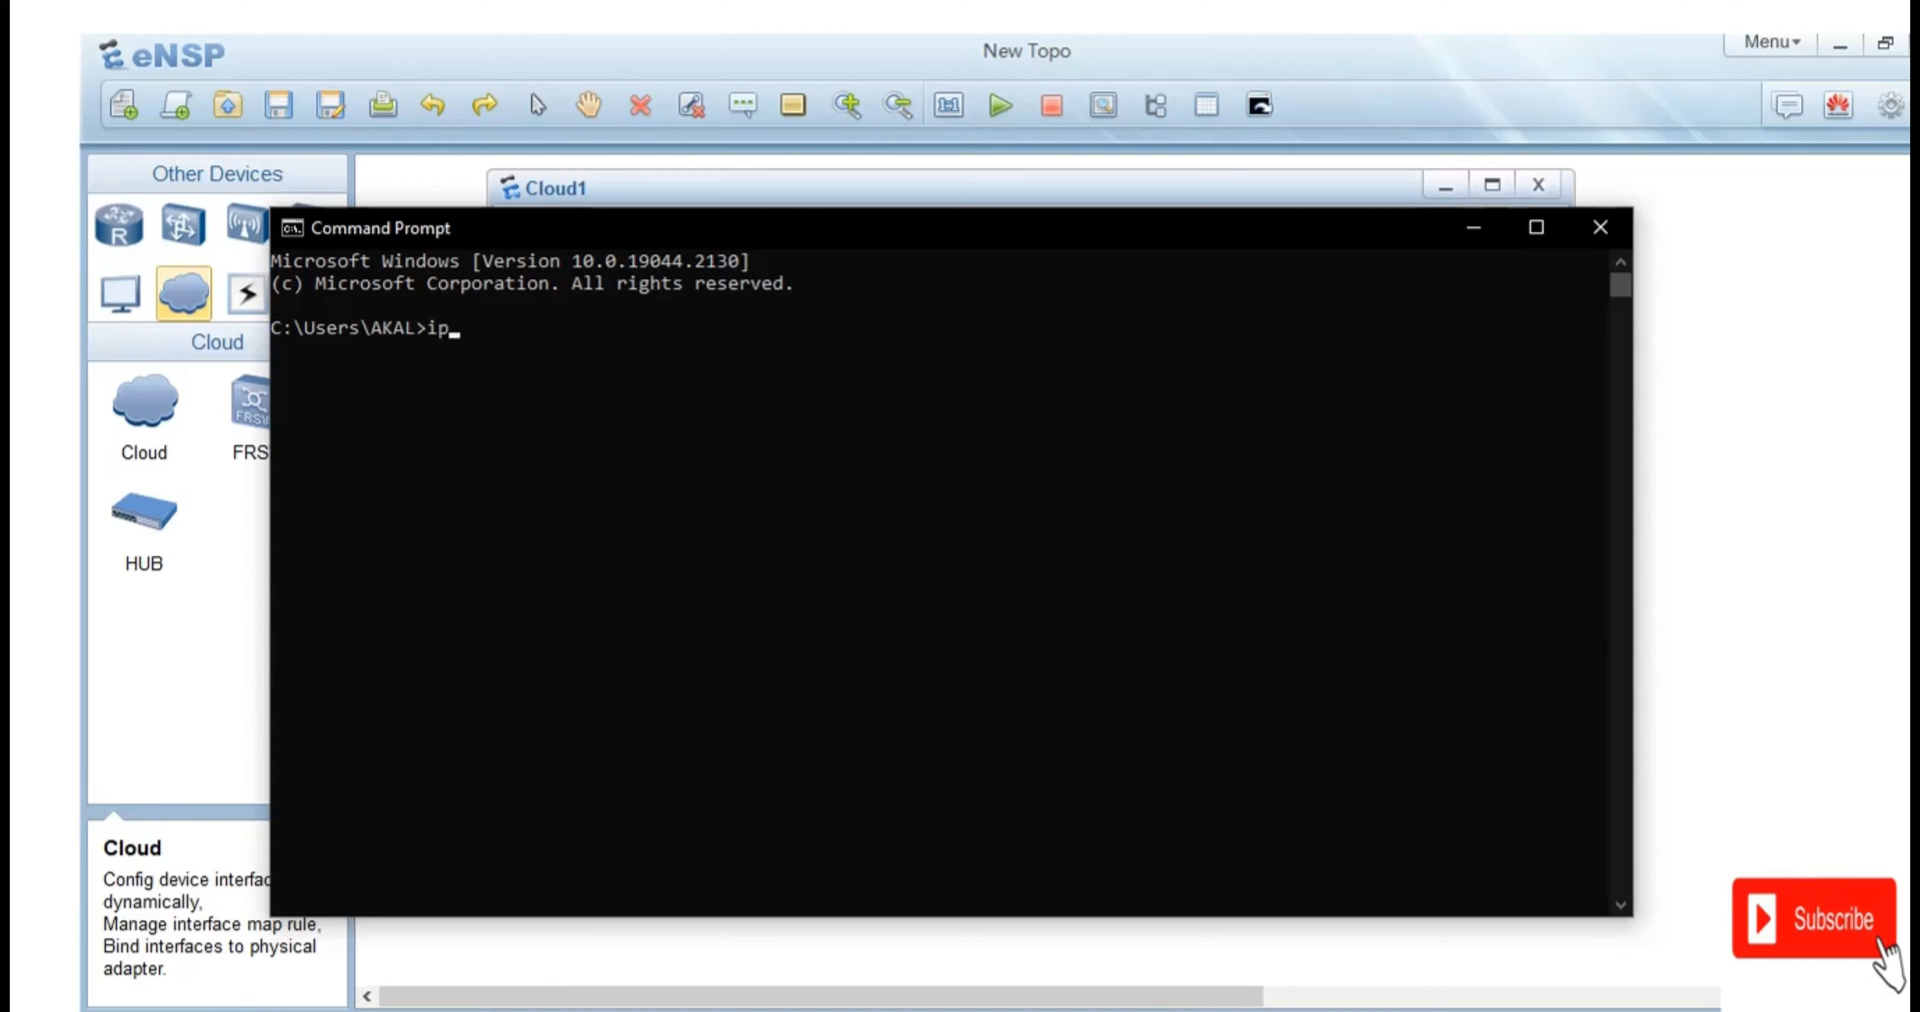 eNSP
New Topo
Menu
Other Devices
Cloud1
R
Command Prompt
Microsoft Windows [Version 10.0.19044.2130]
(c) Microsoft Corporation. All rights reserved.
C:\Users\AKAL>ip_
Cloud
Cloud
FRS
HUB
Cloud
Config device interfac
dynamically,
Manage interface map rule,
Bind interfaces to physical
adapter.
Subscribe